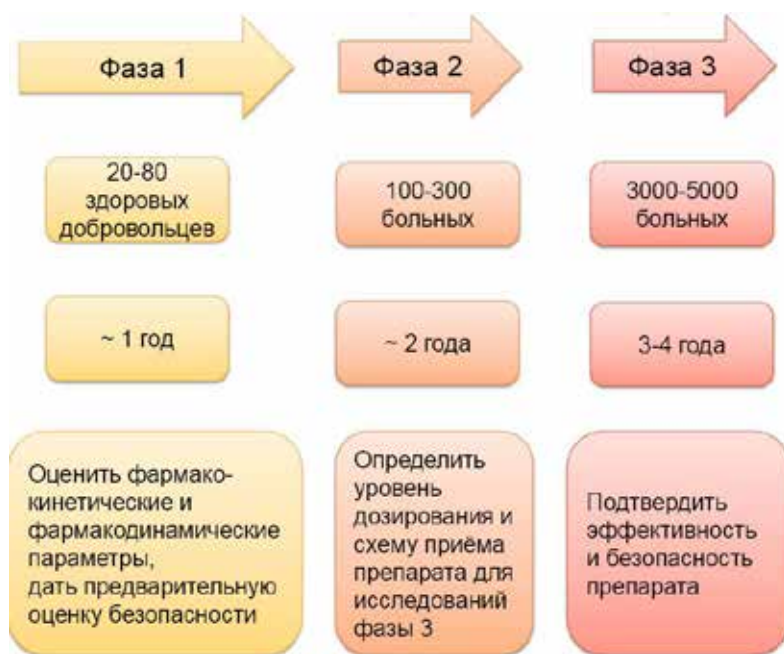 Фаза 1
Фаза 2
Фаза 3
20-80
здоровых
добровольцев
100-300
больных
3000-5000
больных
~ 1 год
~ 2 года
3-4 года
Оценить фармако-
кинетические и
фармакодинамические
параметры,
дать предварительную
оценку безопасности
Определить
уровень
дозирования и
схему приёма
препарата для
исследований
фазы 3
Подтвердить
эффективность
и безопасность
препарата